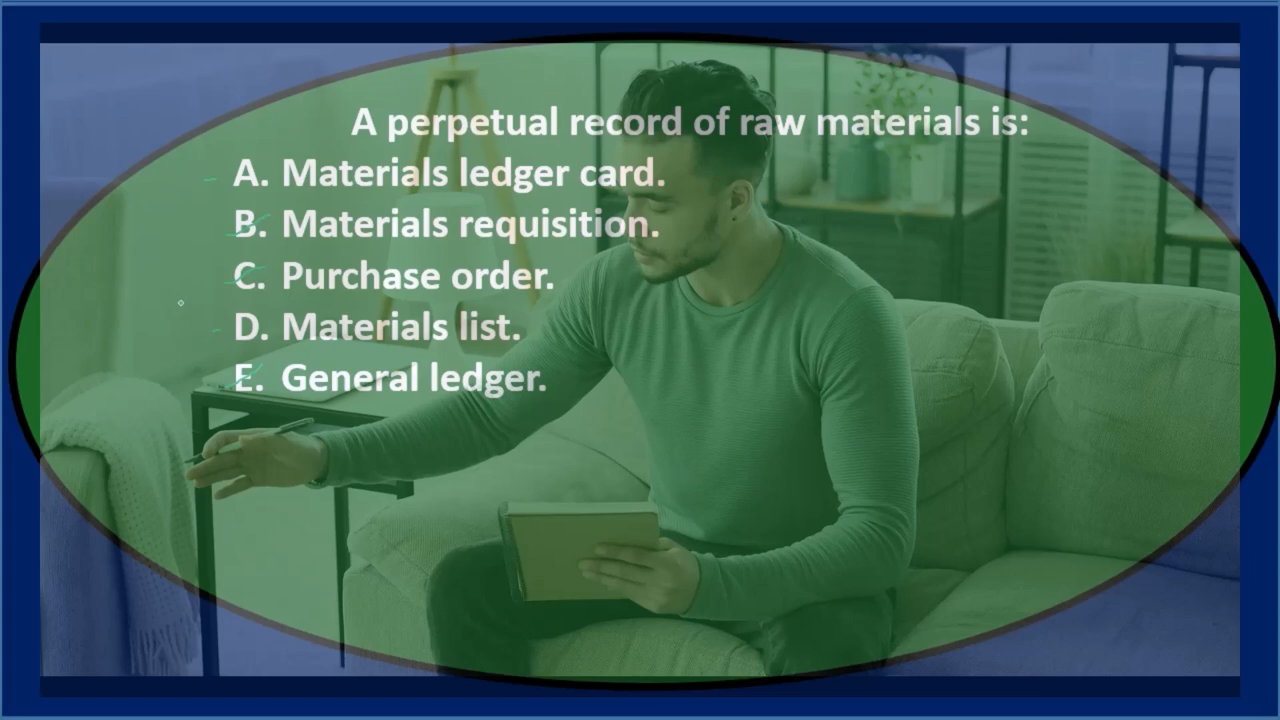 A perpetual record of raw materials is:
A. Materials ledger card.
B. Materials requisition.
C. Purchase order.
D. Materials list.
E. General ledger.